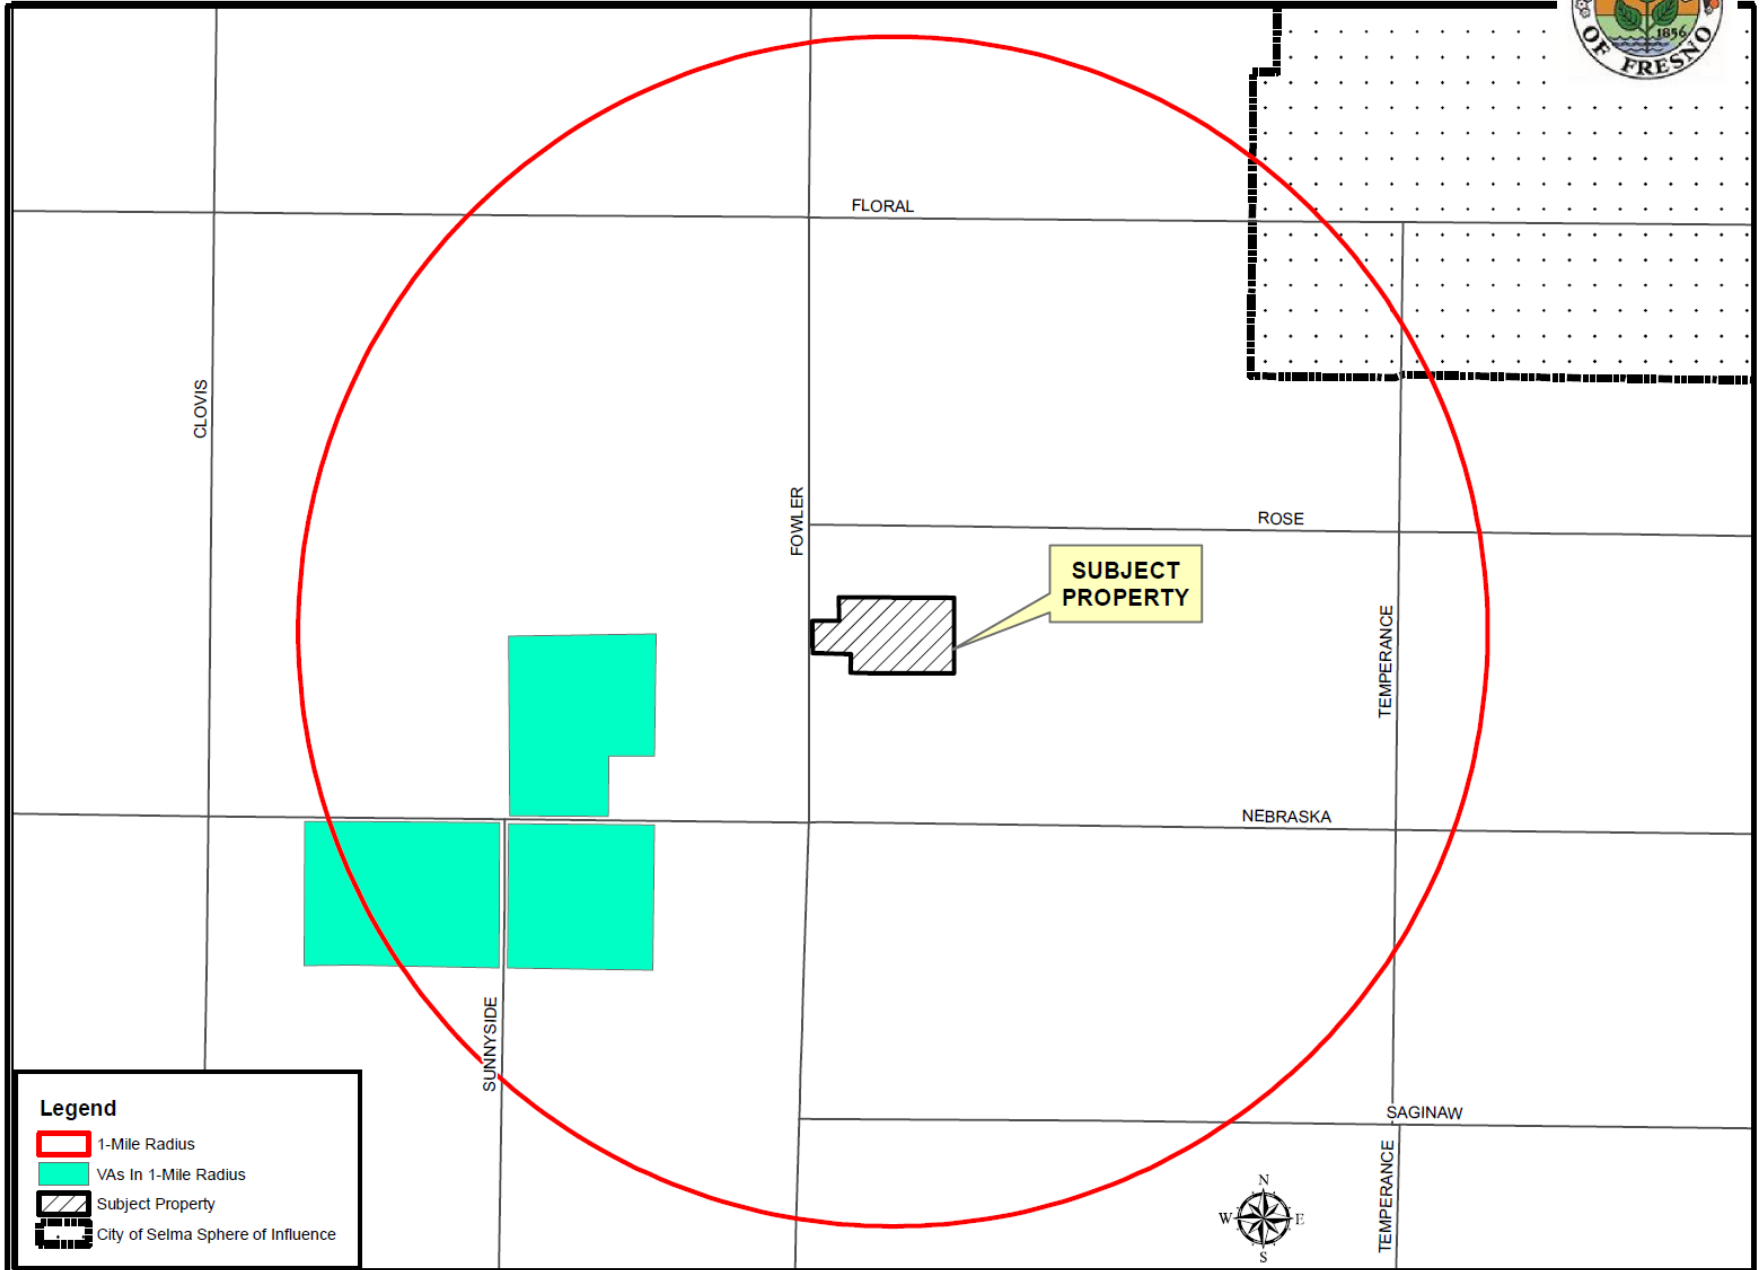 1856
OF FRESNO
FLORAL
CLOVIS
FOWLER
ROSE
SUBJECT
PROPERTY
TEMPERANCE
NEBRASKA
SUNNYSIDE
SAGINAW
TEMPERANCE
N
W E
S
Legend
1-Mile Radius
VAs In 1-Mile Radius
Subject Property
City of Selma Sphere of Influence